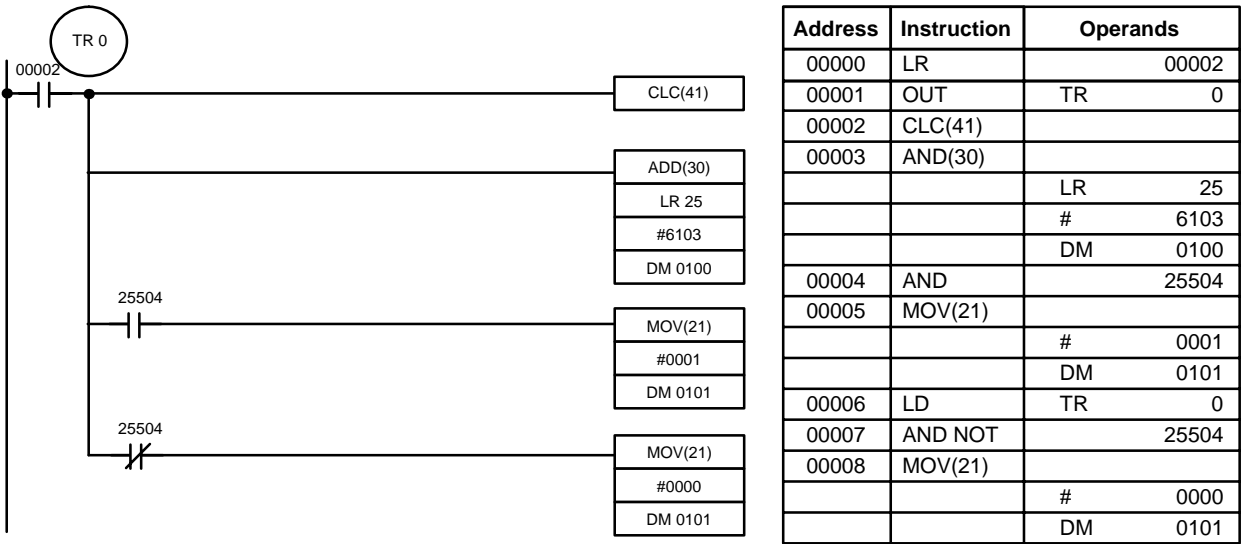 TR 0
00002
CLC(41)
ADD(30)
LR 25
#6103
DM 0100
25504
MOV(21)
#0001
DM 0101
25504
MOV(21)
#0000
DM 0101
Address Instruction Operands
00000 LR 00002
00001 OUT TR 0
00002 CLC(41)
00003 AND(30)
LR 25
# 6103
DM 0100
00004 AND 25504
00005 MOV(21)
# 0001
DM 0101
00006 LD TR 0
00007 AND NOT 25504
00008 MOV(21)
# 0000
DM 0101